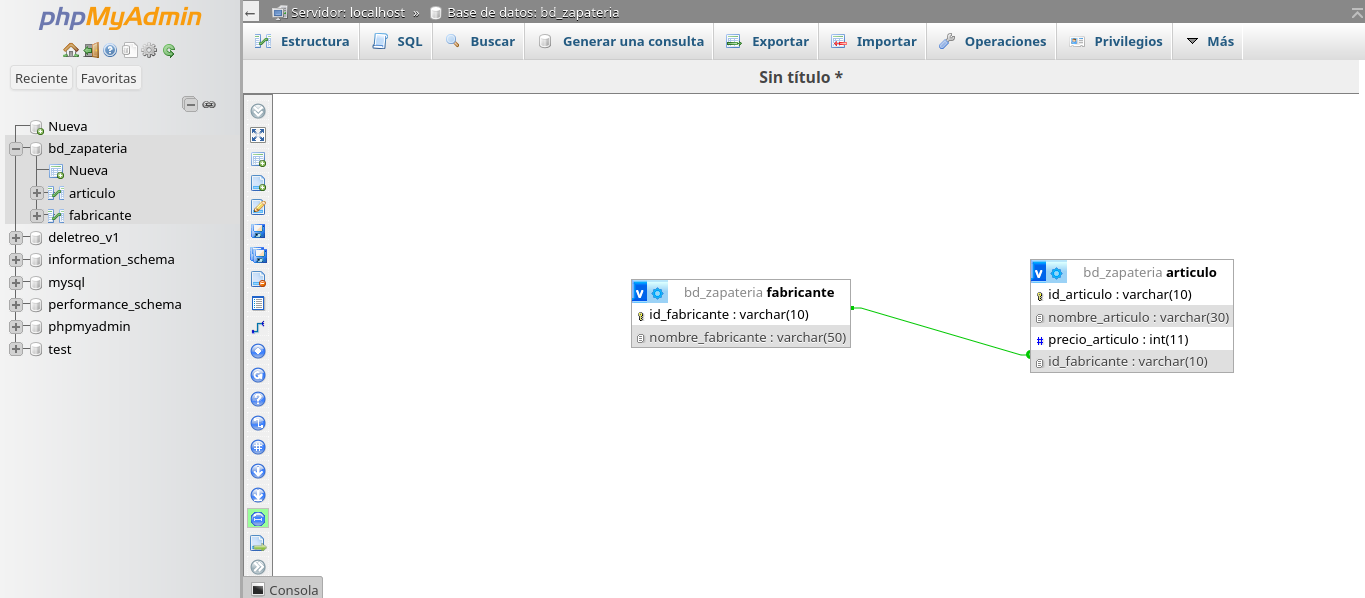 phpMyAdmin
Reciente Favoritas
Nueva
bd_zapateria
Nueva
articulo
fabricante
deletreo_v1
information_schema
mysql
performance_schema
phpmyadmin
test
Servidor: localhost » Base de datos: bd_zapateria
Estructura SQL Buscar Generar una consulta Exportar Importar Operaciones Privilegios Más
Sin título *
v bd_zapateria fabricante
id_fabricante : varchar(10)
nombre_fabricante : varchar(50)
v bd_zapateria articulo
id_articulo : varchar(10)
nombre_articulo : varchar(30)
# precio_articulo : int(11)
id_fabricante : varchar(10)
Consola